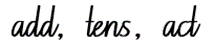 add, tens, act